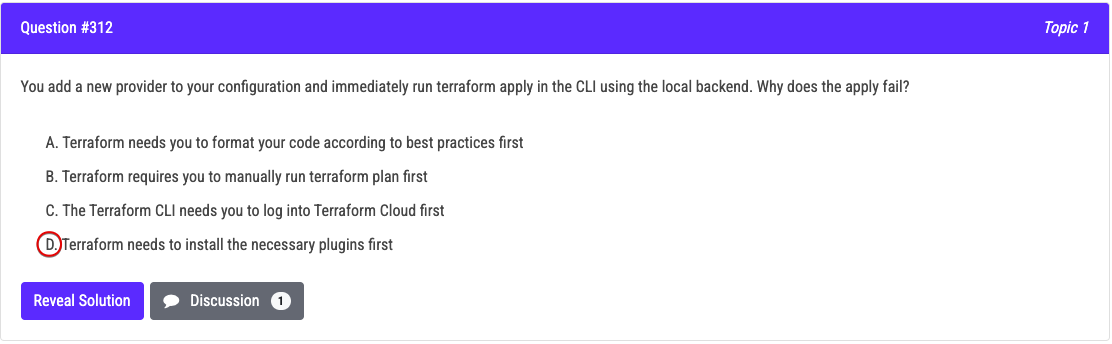 Question #312
Topic 1
You add a new provider to your configuration and immediately run terraform apply in the CLI using the local backend. Why does the apply fail?
A. Terraform needs you to format your code according to best practices first
B. Terraform requires you to manually run terraform plan first
C. The Terraform CLI needs you to log into Terraform Cloud first
D. Terraform needs to install the necessary plugins first
Reveal Solution
Discussion 1